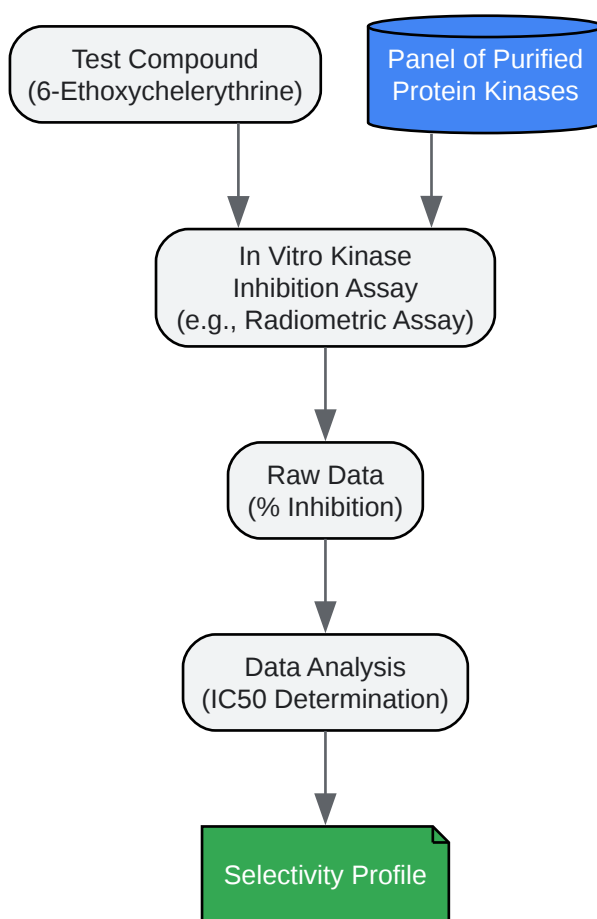 Test Compound
(6-Ethoxychelerythrine)
Panel of Purified
Protein Kinases
In Vitro Kinase
Inhibition Assay
(e.g., Radiometric Assay)
Raw Data
(% Inhibition)
Data Analysis
(IC50 Determination)
Selectivity Profile